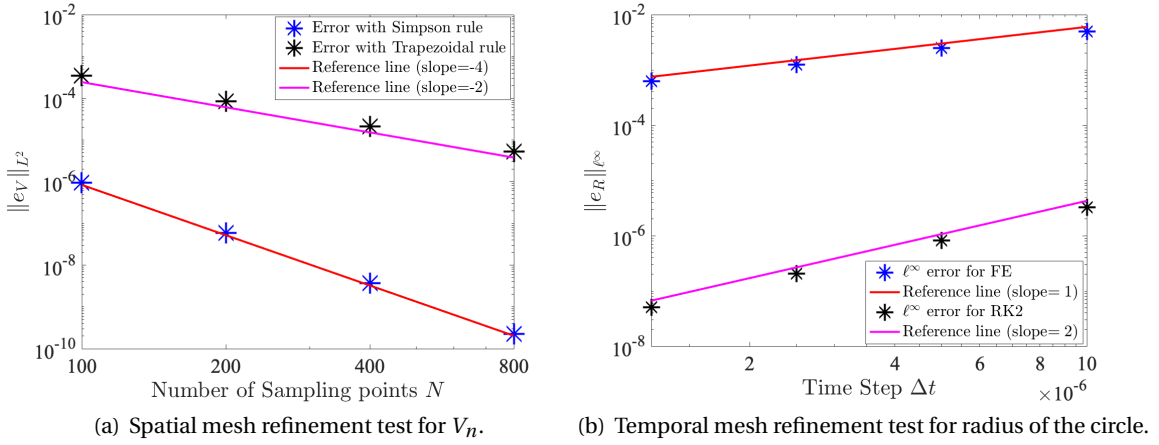 10^-2
10^-4
10^-6
10^-8
10^-10
‖e_V‖_{L^2}
Error with Simpson rule
Error with Trapezoidal rule
Reference line (slope=-4)
Reference line (slope=-2)
100
200
400
800
Number of Sampling points N
(a) Spatial mesh refinement test for V_n.
10^-2
10^-4
10^-6
10^-8
‖e_R‖_{ℓ^∞}
ℓ^∞ error for FE
Reference line (slope= 1)
ℓ^∞ error for RK2
Reference line (slope= 2)
2
4
6
8
10
×10^-6
Time Step Δt
(b) Temporal mesh refinement test for radius of the circle.